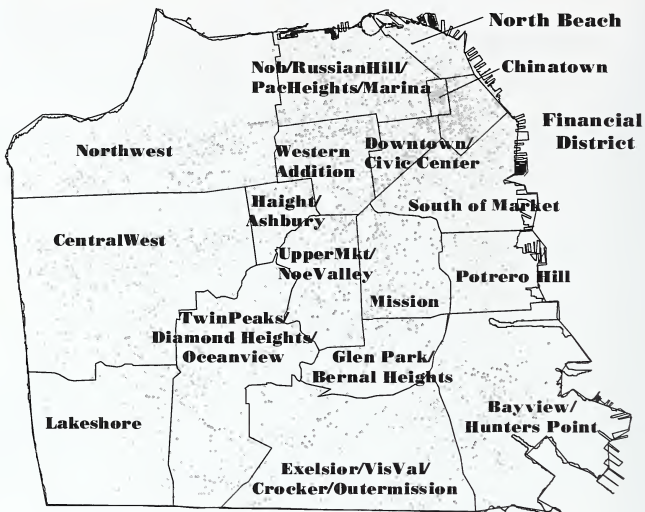 North Beach
Nob/RussianHill/
PacHeights/Marina
Chinatown
Financial
District
Northwest
Western
Addition
Downtown/
Civic Center
Haight/
Ashbury
South of Market
CentralWest
UpperMkt/
NoeValley
Potrero Hill
Mission
TwinPeaks/
Diamond Heights/
Oceanview
Glen Park/
Bernal Heights
Lakeshore
Bayview/
Hunters Point
Exelsior/VisVal/
Crocker/Outermission